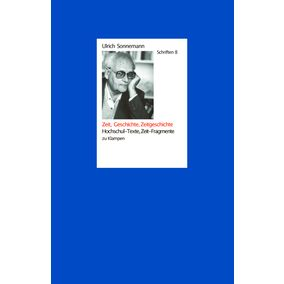 Ulrich Sonnemann
Schriften 8
Zeit, Geschichte, Zeitgeschichte
Hochschul-Texte, Zeit-Fragmente
zu Klampen